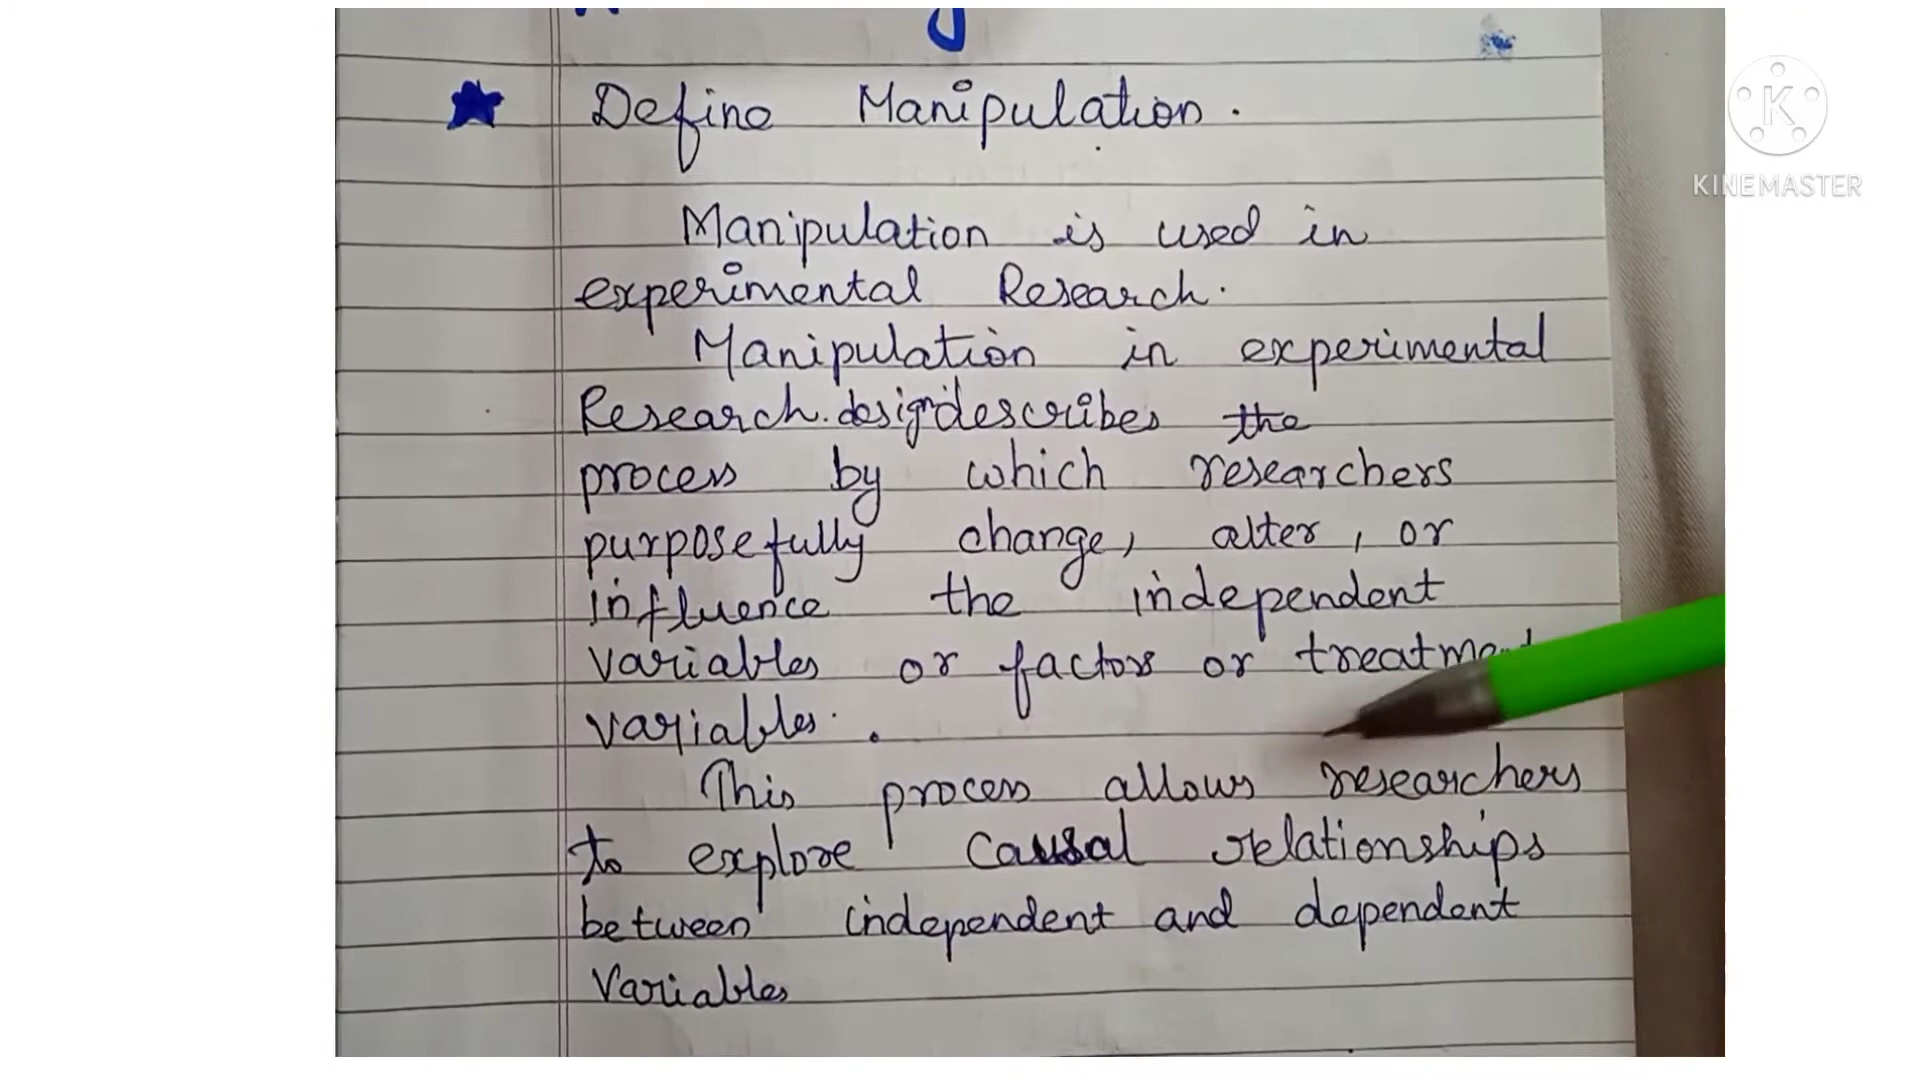 Define Manipulation.
Manipulation is used in
experimental Research.
Manipulation in experimental
Research design describes the
process by which researchers
purposefully change, alter, or
influence the independent
variables or factors or treatment
variables.
This process allows researchers
to explore causal relationships
between independent and dependent
Variables
K
KINEMASTER